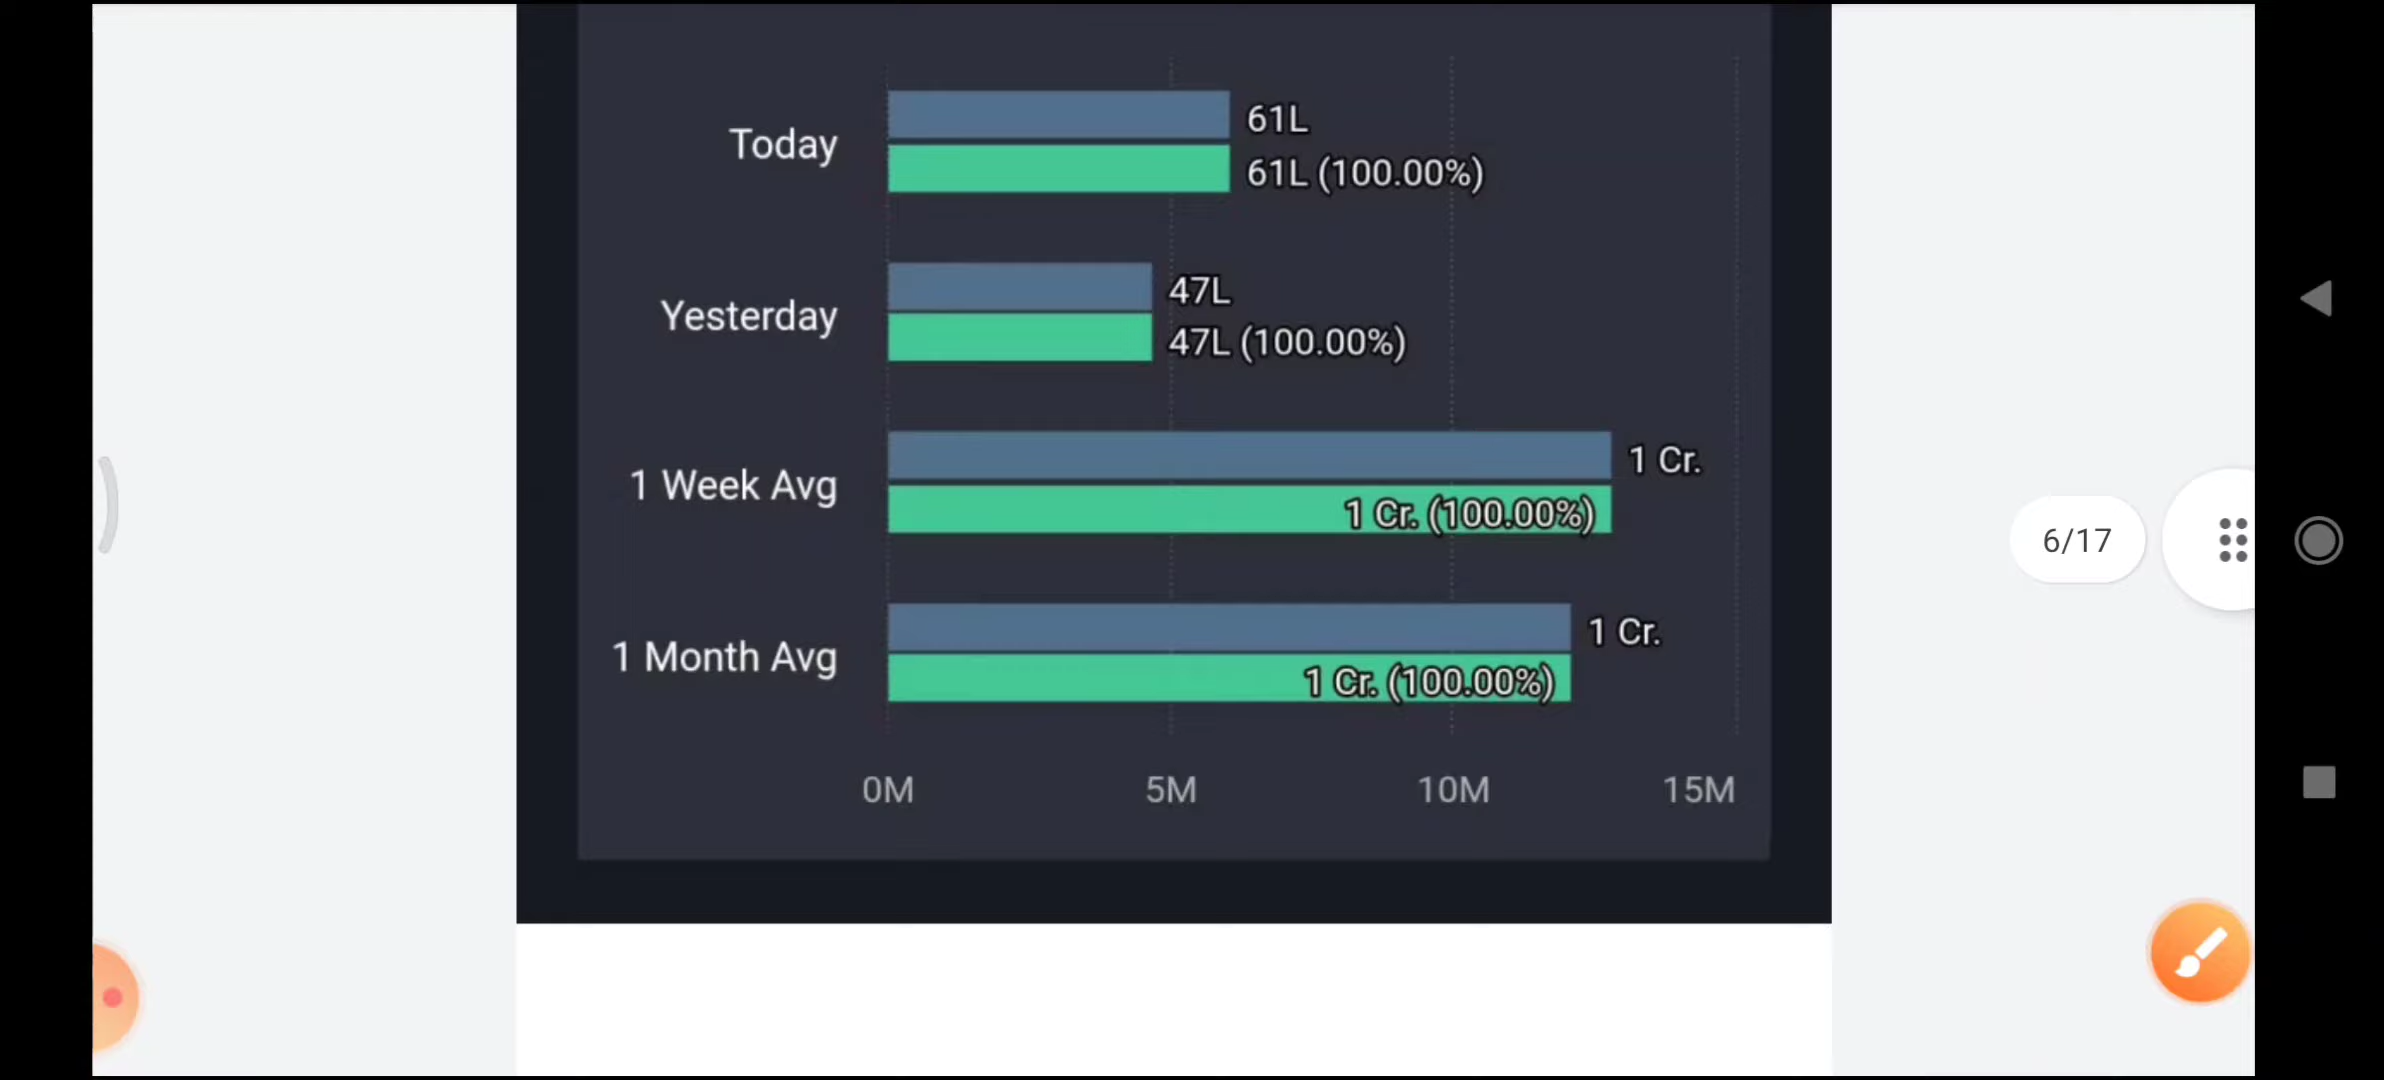 Today
61L
61L (100.00%)
Yesterday
47L
47L (100.00%)
1 Week Avg
1 Cr.
1 Cr. (100.00%)
1 Month Avg
1 Cr.
1 Cr. (100.00%)
0M 5M 10M 15M
6/17